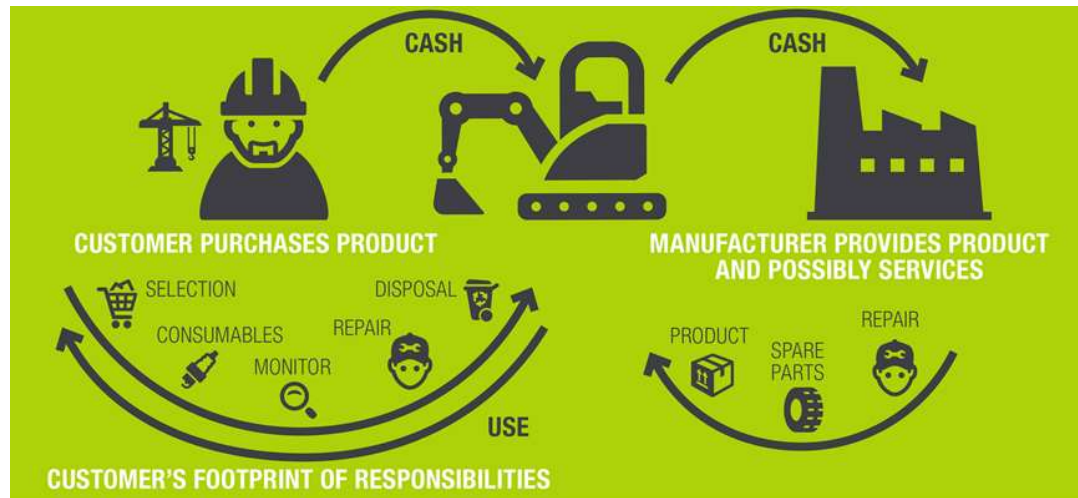 CASH
CASH
CUSTOMER PURCHASES PRODUCT
MANUFACTURER PROVIDES PRODUCT
AND POSSIBLY SERVICES
SELECTION
DISPOSAL
CONSUMABLES
REPAIR
MONITOR
USE
PRODUCT
SPARE
PARTS
REPAIR
CUSTOMER'S FOOTPRINT OF RESPONSIBILITIES